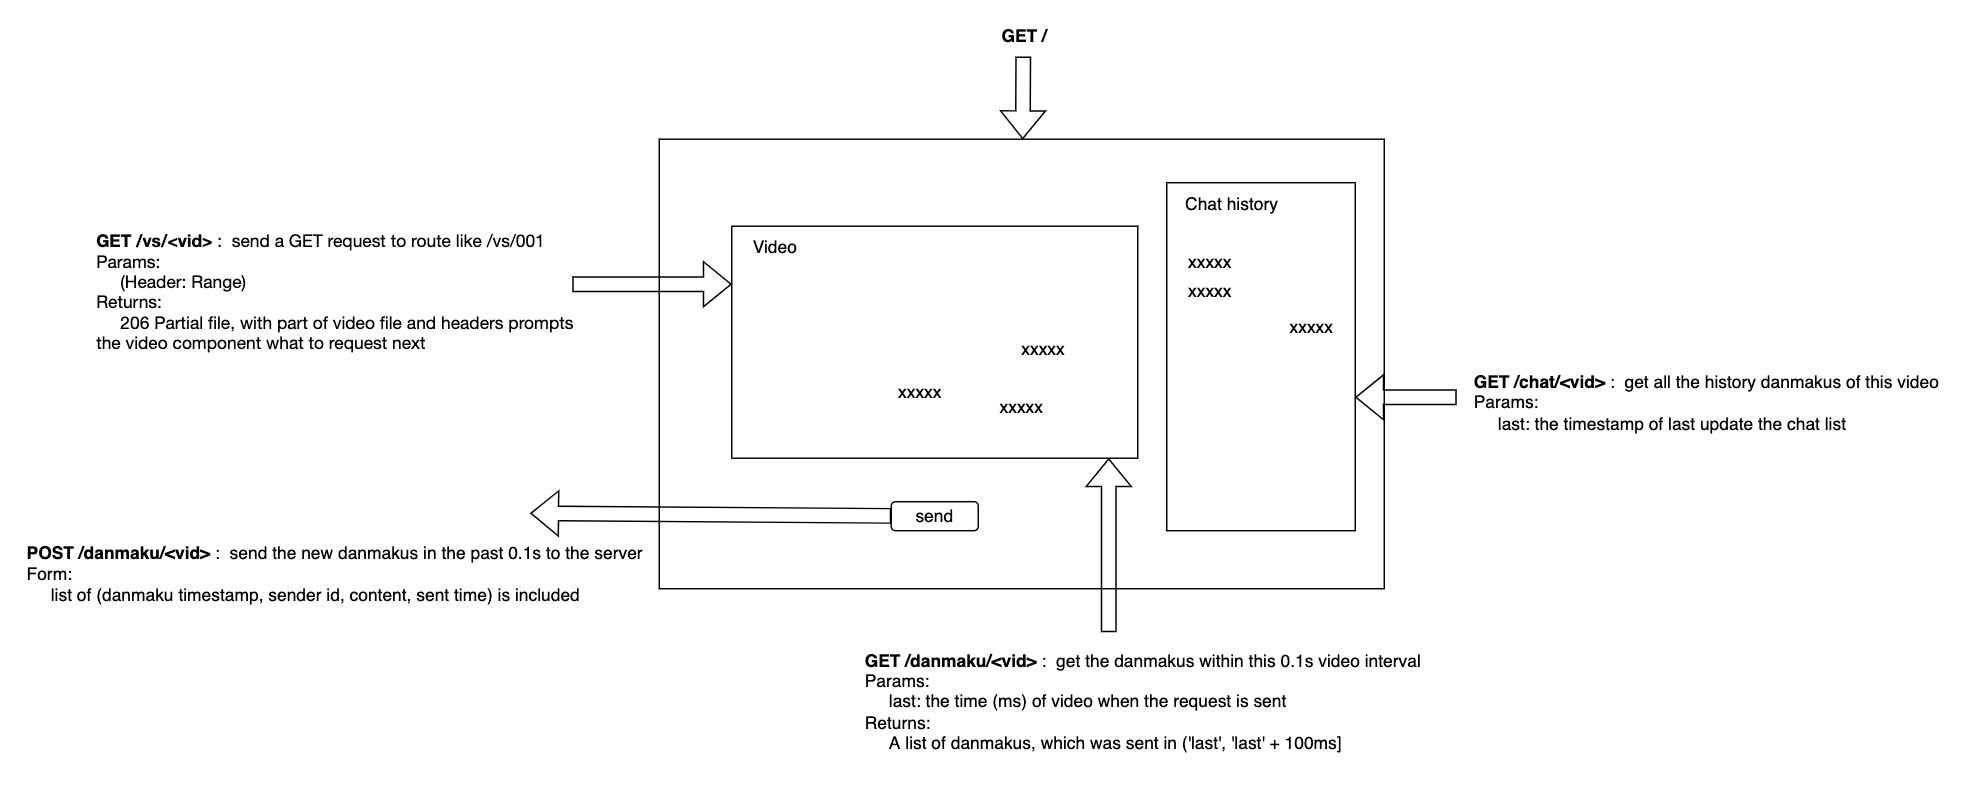 GET /
Chat history
GET /vs/<vid> :  send a GET request to route like /vs/001
Params:
(Header: Range)
Returns:
206 Partial file, with part of video file and headers prompts
the video component what to request next
Video
xxxxx
xxxxx
xxxxx
xxxxx
xxxxx
xxxxx
GET /chat/<vid> :  get all the history danmakus of this video
Params:
last: the timestamp of last update the chat list
send
POST /danmaku/<vid> :  send the new danmakus in the past 0.1s to the server
Form:
list of (danmaku timestamp, sender id, content, sent time) is included
GET /danmaku/<vid> :  get the danmakus within this 0.1s video interval
Params:
last: the time (ms) of video when the request is sent
Returns:
A list of danmakus, which was sent in ('last', 'last' + 100ms]